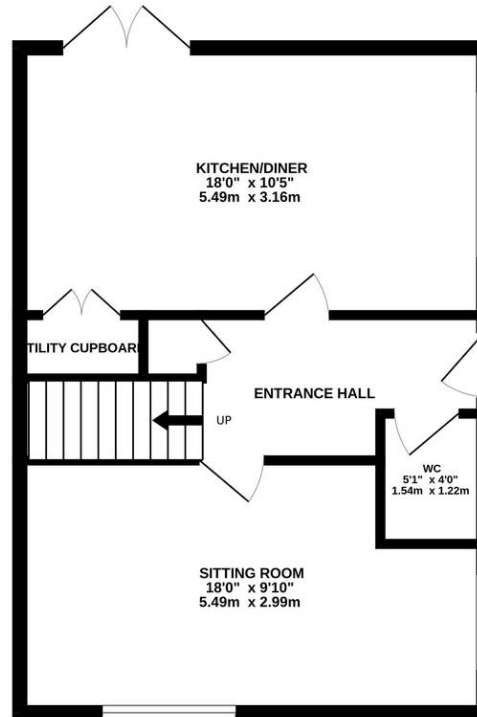 KITCHEN/DINER
18'0" x 10'5"
5.49m x 3.16m
TILITY CUPBOAR
ENTRANCE HALL
UP
WC
5'1" x 4'0"
1.54m x 1.22m
SITTING ROOM
18'0" x 9'10"
5.49m x 2.99m